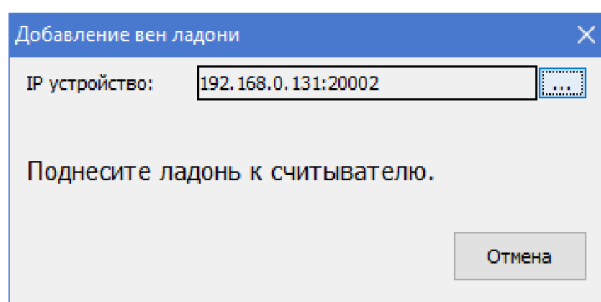 Добавление вен ладони
IP устройство: 192.168.0.131:20002 ...
Поднесите ладонь к считывателю.
Отмена